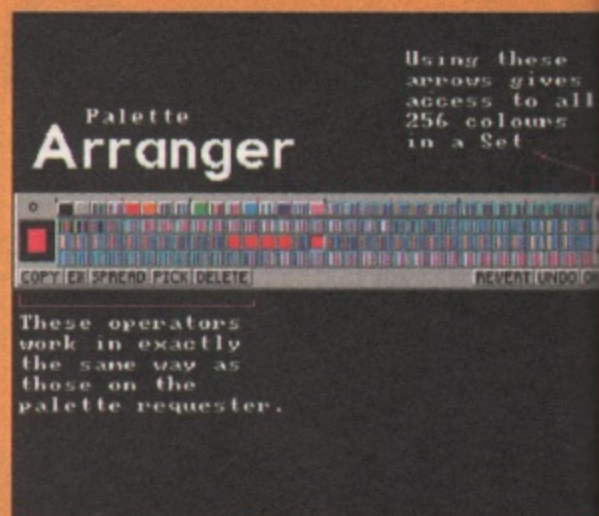 Using these
arrows gives
access to all
256 colours
in a Set
Palette
Arranger
COPY EX SPREAD PICK DELETE
REVERT UNDO
These operators
work in exactly
the same way as
those on the
palette requester.